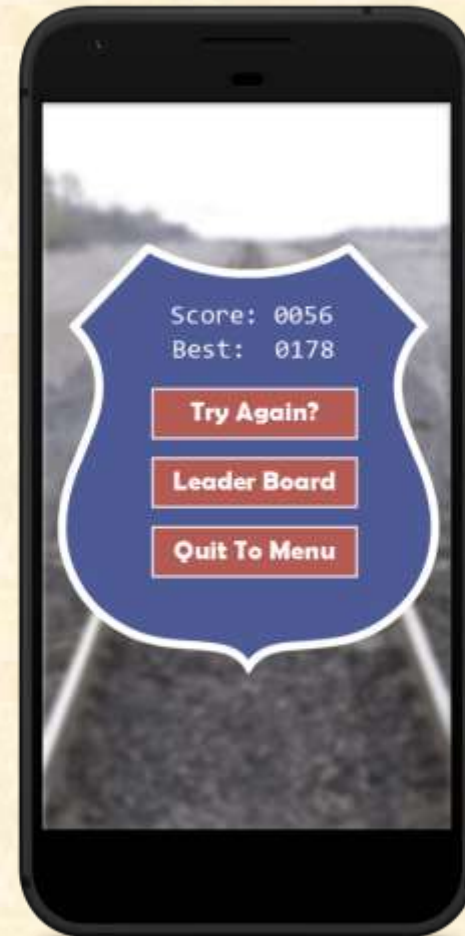 Score: 0056
Best: 0178
Try Again?
Leader Board
Quit To Menu